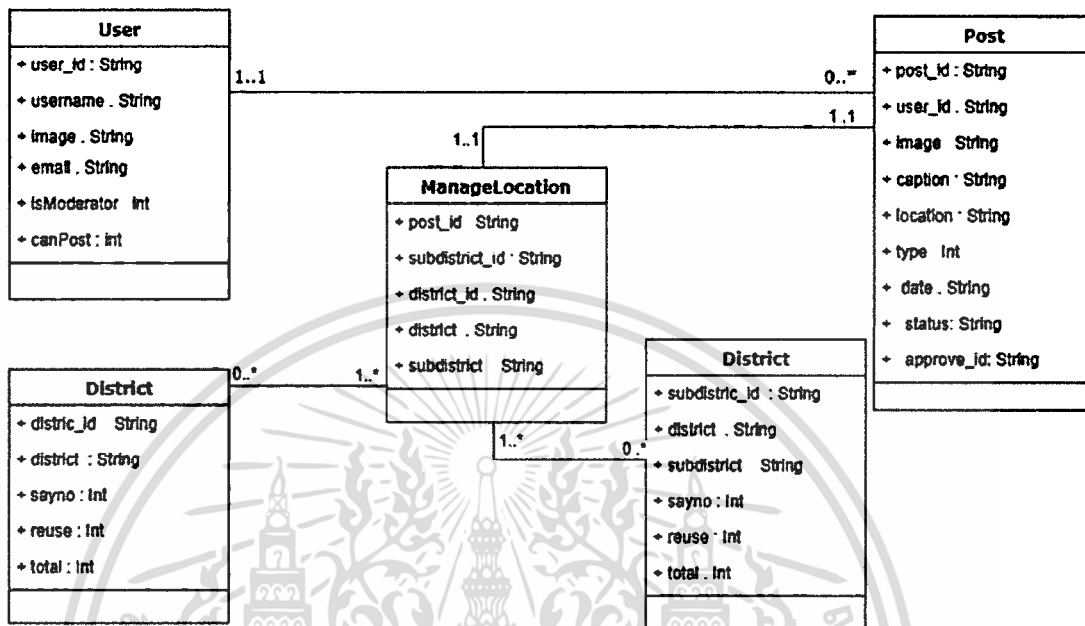 User
+ user_id : String
+ username . String
+ image . String
+ email . String
+ isModerator Int
+ canPost : int
1..1
0..*
Post
+ post_id : String
+ user_id . String
+ image String
+ caption : String
+ location : String
+ type Int
+ date . String
+ status: String
+ approve_id: String
1..1
1.1
ManageLocation
+ post_id String
+ subdistrict_id : String
+ district_id . String
+ district . String
+ subdistrict String
0..*
1..*
1..*
0..*
District
+ distric_id String
+ district : String
+ sayno : Int
+ reuse : Int
+ total : Int
District
+ subdistric_id : String
+ district . String
+ subdistrict String
+ sayno : Int
+ reuse : Int
+ total . Int